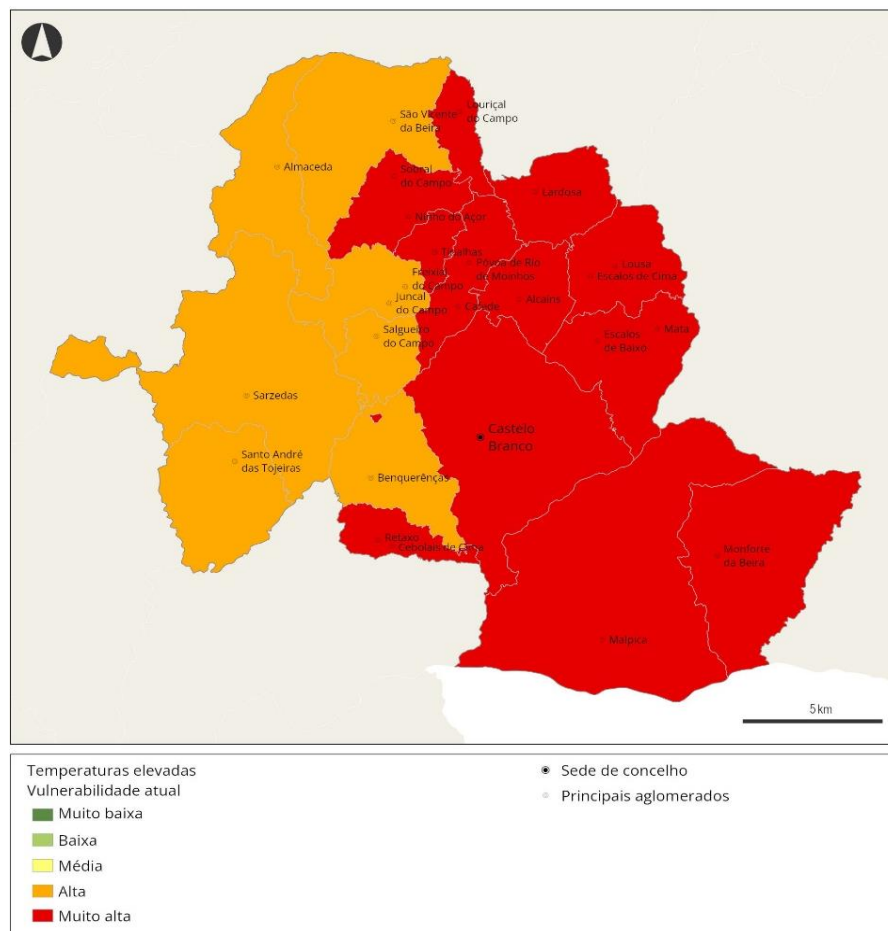 São Vicente
da Beira
Louriçal
do Campo
Almaceda
Sobral
do Campo
Lardosa
Ninho do Açor
Tinalhas
Póvoa de Rio
de Moinhos
Lousa
Escalos de Cima
Freixial
do Campo
Juncal
do Campo
Cafede
Alcains
Salgueiro
do Campo
Escalos
de Baixo
Mata
Sarzedas
Castelo
Branco
Santo André
das Tojeiras
Benquerênças
Retaxo
Cebolais de Cima
Monforte
da Beira
Malpica
5 km
Temperaturas elevadas
Vulnerabilidade atual
Muito baixa
Baixa
Média
Alta
Muito alta
Sede de concelho
Principais aglomerados